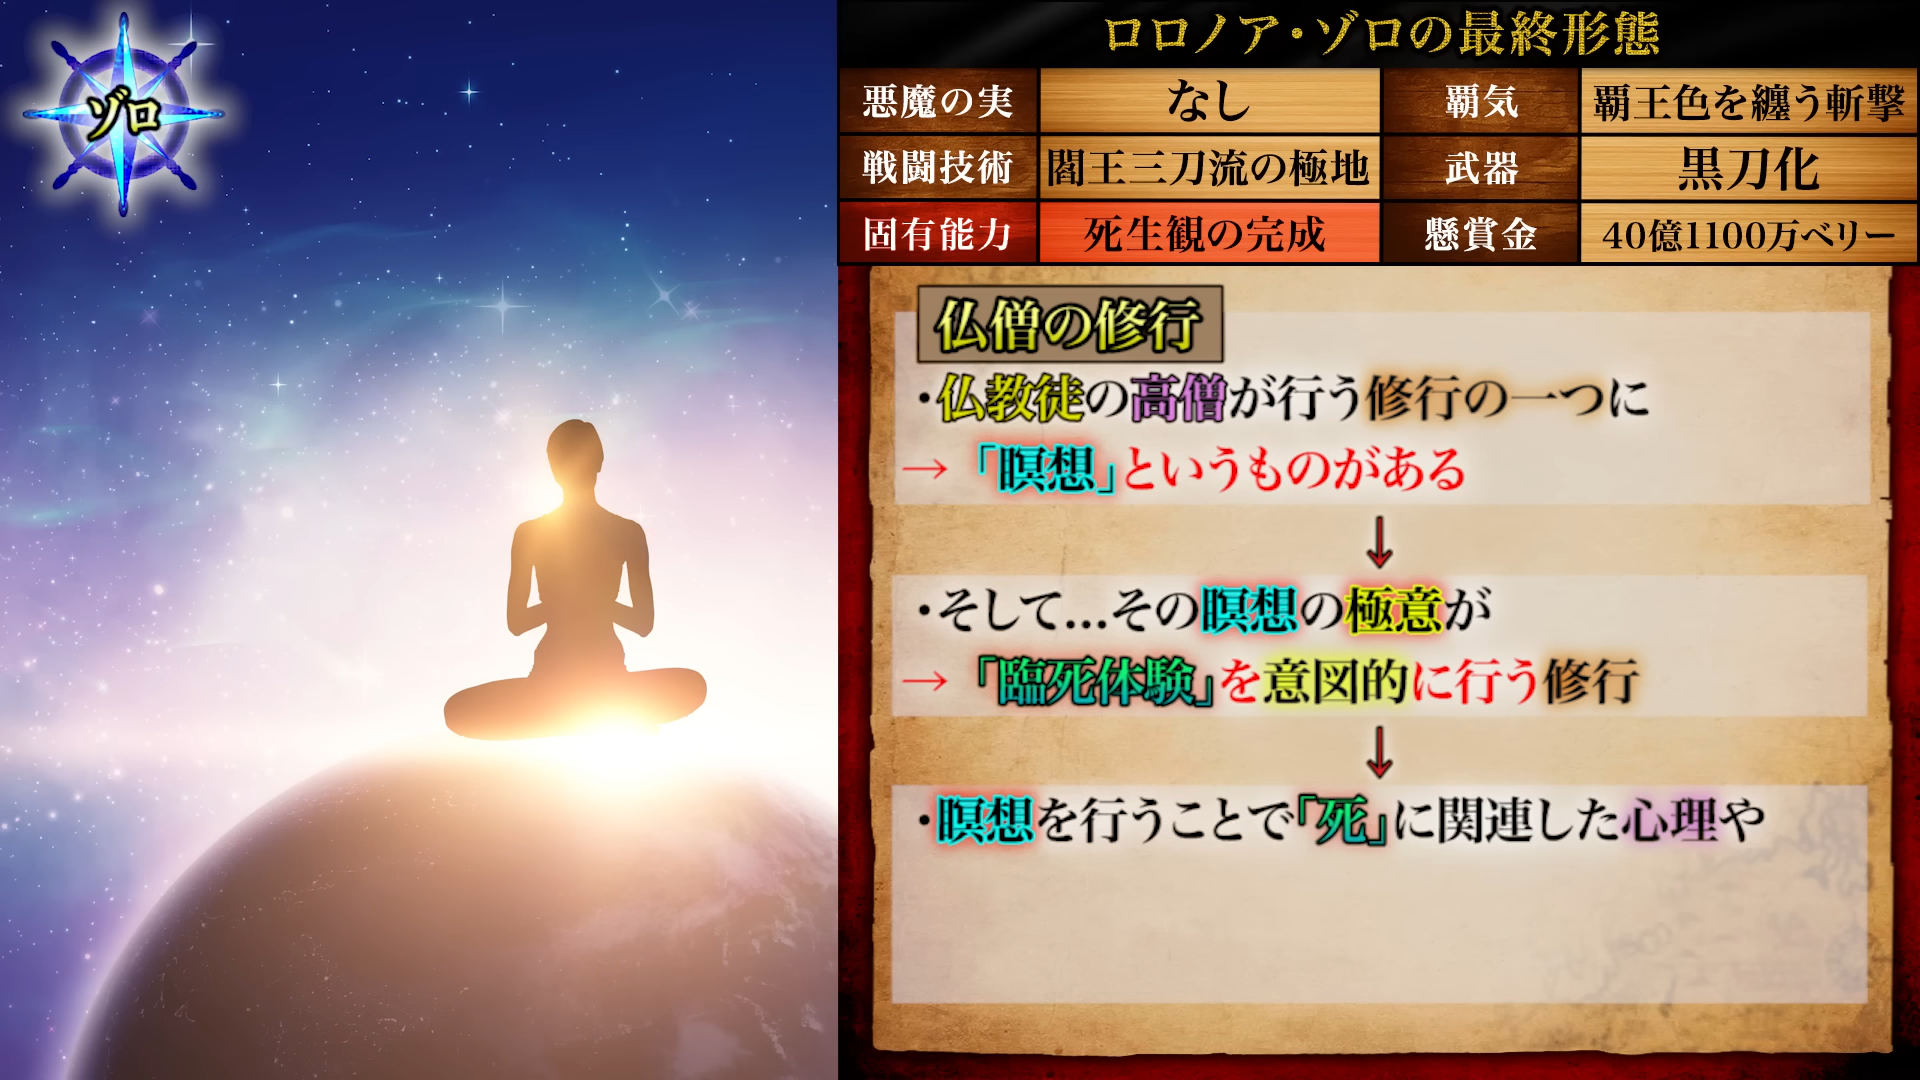 ゾロ
ロロノア・ゾロの最終形態
悪魔の実 なし 覇気 覇王色を纏う斬撃
戦闘技術 閻王三刀流の極地 武器 黒刀化
固有能力 死生観の完成 懸賞金 40億1100万ベリー
仏僧の修行
・仏教徒の高僧が行う修行の一つに
→「瞑想」というものがある
↓
・そして…その瞑想の極意が
→「臨死体験」を意図的に行う修行
↓
・瞑想を行うことで「死」に関連した心理や